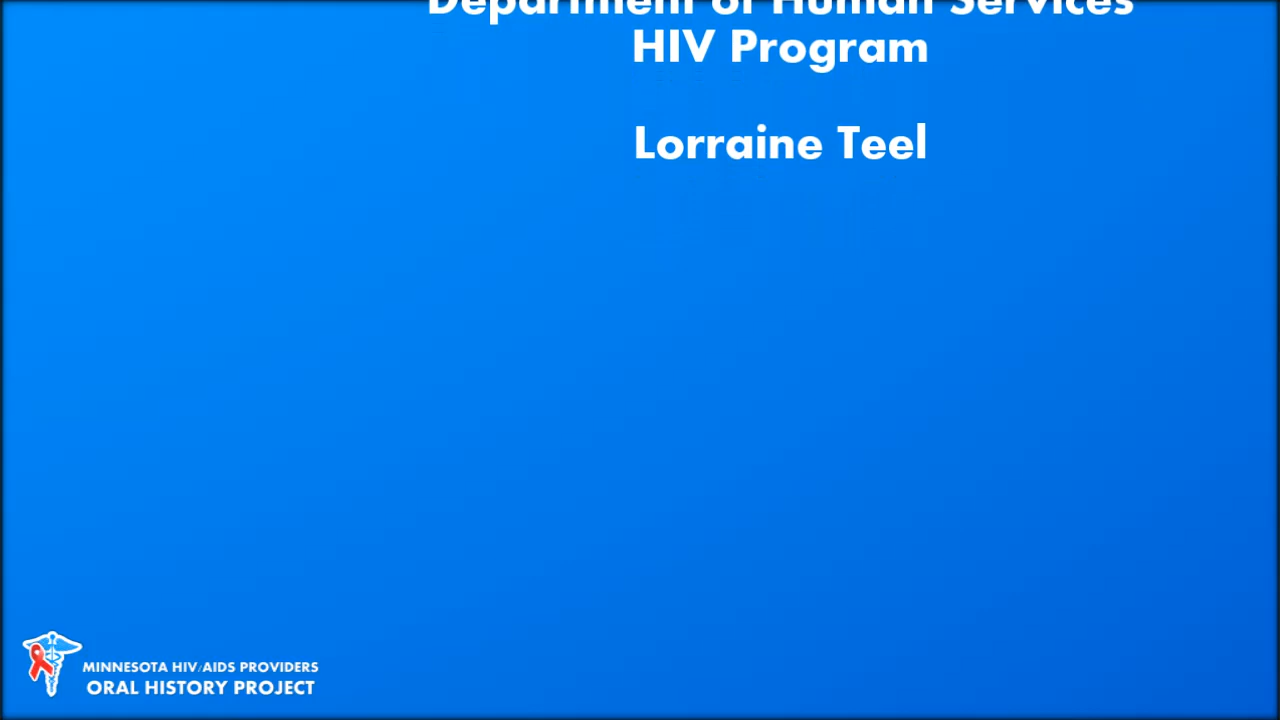 Department of Human Services
HIV Program
Lorraine Teel
MINNESOTA HIV/AIDS PROVIDERS
ORAL HISTORY PROJECT